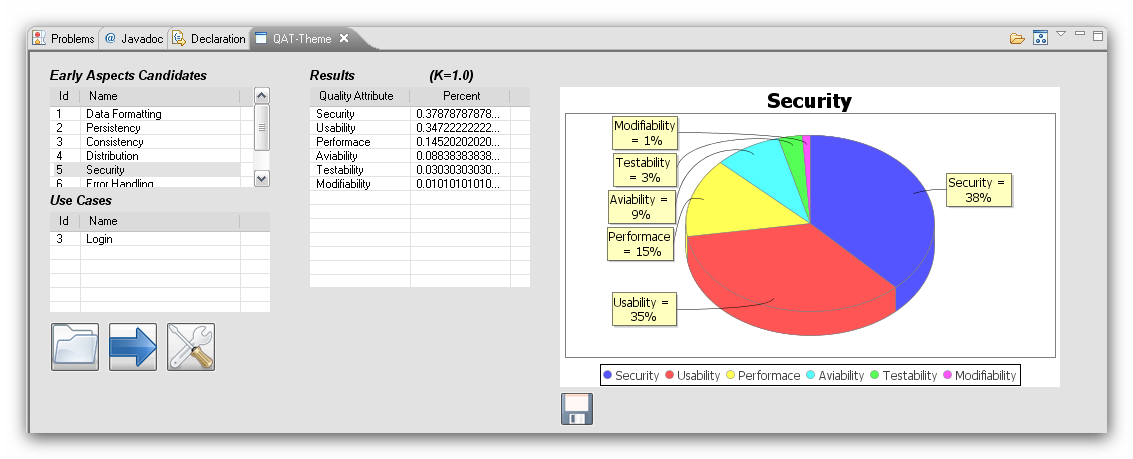 Problems @ Javadoc Declaration QAT-Theme
Early Aspects Candidates
Id Name
1 Data Formatting
2 Persistency
3 Consistency
4 Distribution
5 Security
6 Error Handling
Use Cases
Id Name
3 Login
Results (K=1.0)
Quality Attribute Percent
Security 0.37878787878...
Usability 0.34722222222...
Performace 0.14520202020...
Aviability 0.08838383838...
Testability 0.03030303030...
Modifiability 0.01010101010...
Security
Modifiability
= 1%
Testability
= 3%
Aviability =
9%
Performace
= 15%
Usability =
35%
Security =
38%
Security Usability Performace Aviability Testability Modifiability